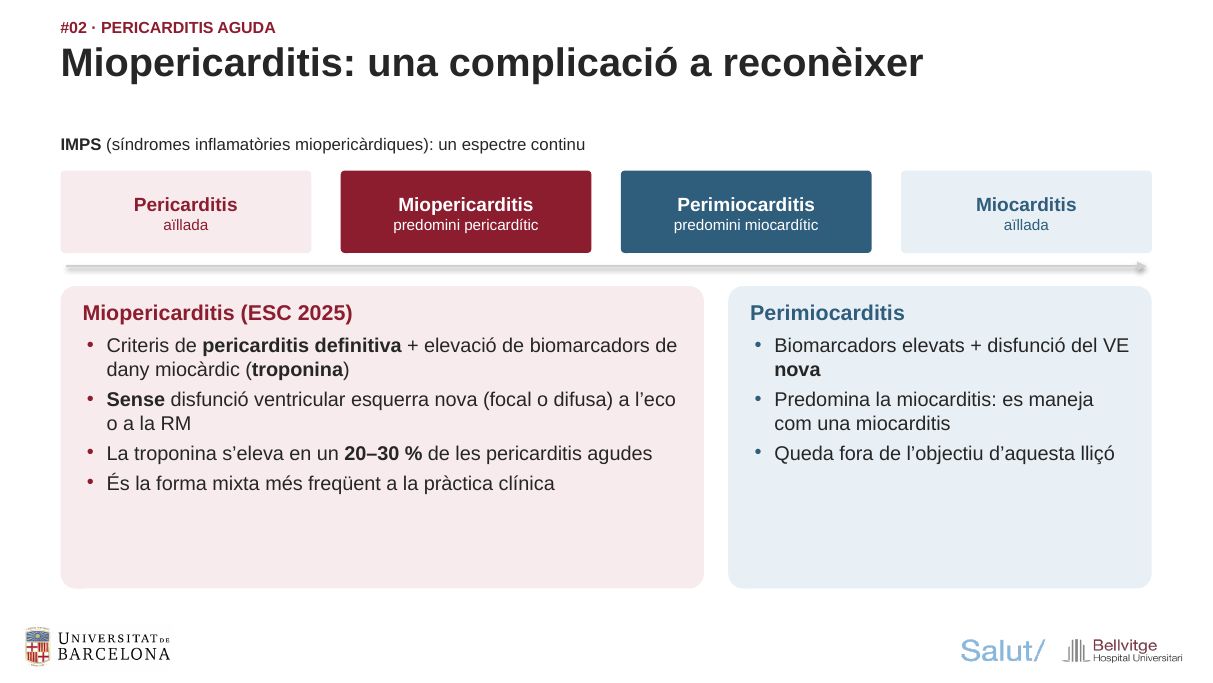 #02 · PERICARDITIS AGUDA
Miopericarditis: una complicació a reconèixer
IMPS (síndromes inflamatòries miopericàrdiques): un espectre continu
Pericarditis
aïllada
Miopericarditis
predomini pericardític
Perimiocarditis
predomini miocardític
Miocarditis
aïllada
Miopericarditis (ESC 2025)
• Criteris de pericarditis definitiva + elevació de biomarcadors de
dany miocàrdic (troponina)
• Sense disfunció ventricular esquerra nova (focal o difusa) a l’eco
o a la RM
• La troponina s’eleva en un 20–30 % de les pericarditis agudes
• És la forma mixta més freqüent a la pràctica clínica
Perimiocarditis
• Biomarcadors elevats + disfunció del VE
nova
• Predomina la miocarditis: es maneja
com una miocarditis
• Queda fora de l’objectiu d’aquesta lliçó
UNIVERSITAT DE
BARCELONA
Salut/
Bellvitge
Hospital Universitari